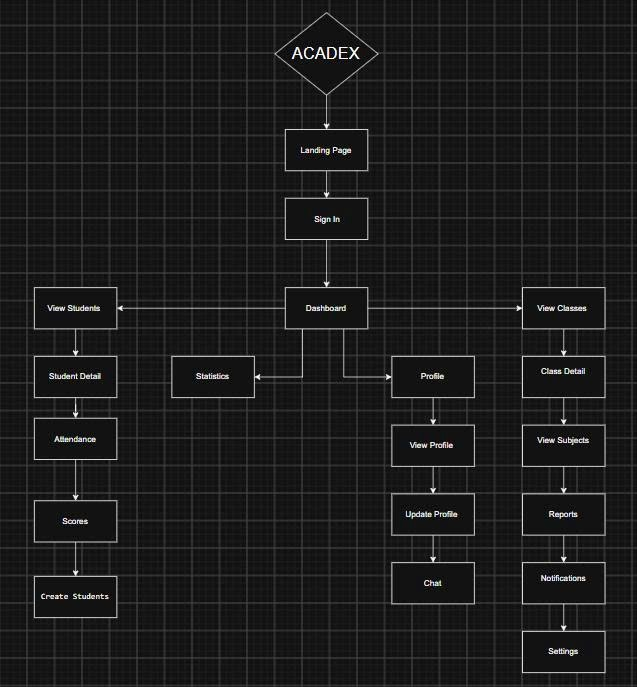 ACADEX
Landing Page
Sign In
View Students
Dashboard
View Classes
Student Detail
Statistics
Profile
Class Detail
Attendance
View Profile
View Subjects
Scores
Update Profile
Reports
Create Students
Chat
Notifications
Settings